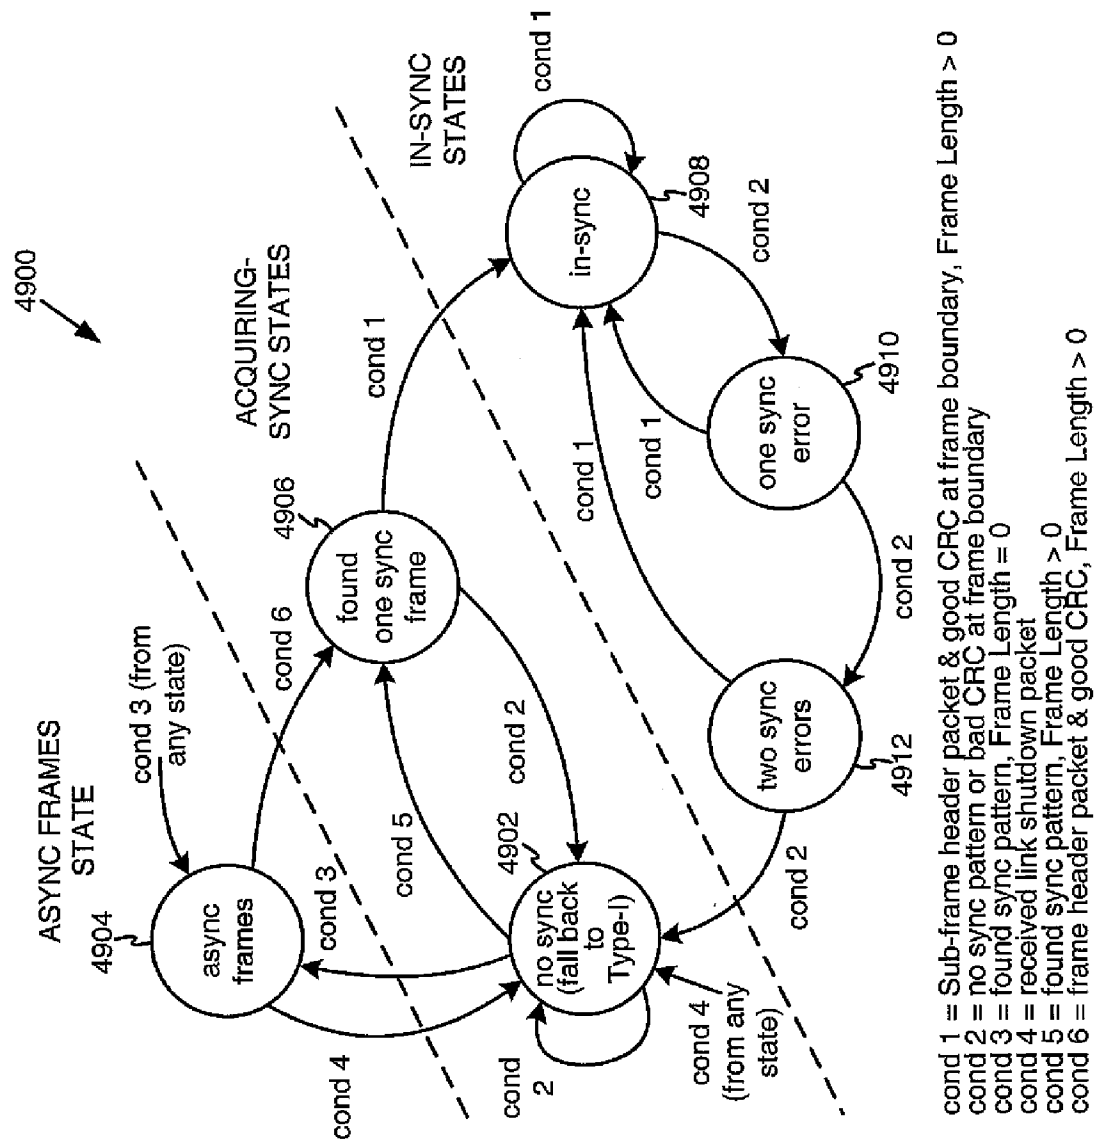 4900
ASYNC FRAMES
STATE
ACQUIRING-
SYNC STATES
IN-SYNC
STATES
4904
async
frames
cond 3 (from
any state)
cond 6
4906
found
one sync
frame
cond 1
in-sync
4908
cond 1
cond 2
cond 4
cond 3
cond 5
cond 2
4902
no sync
(fall back
to
Type-I)
cond
2
cond 4
(from any
state)
cond 2
two sync
errors
4912
cond 1
cond 1
one sync
error
4910
cond 2
cond 1 = Sub-frame header packet & good CRC at frame boundary, Frame Length > 0
cond 2 = no sync pattern or bad CRC at frame boundary
cond 3 = found sync pattern, Frame Length = 0
cond 4 = received link shutdown packet
cond 5 = found sync pattern, Frame Length > 0
cond 6 = frame header packet & good CRC, Frame Length > 0